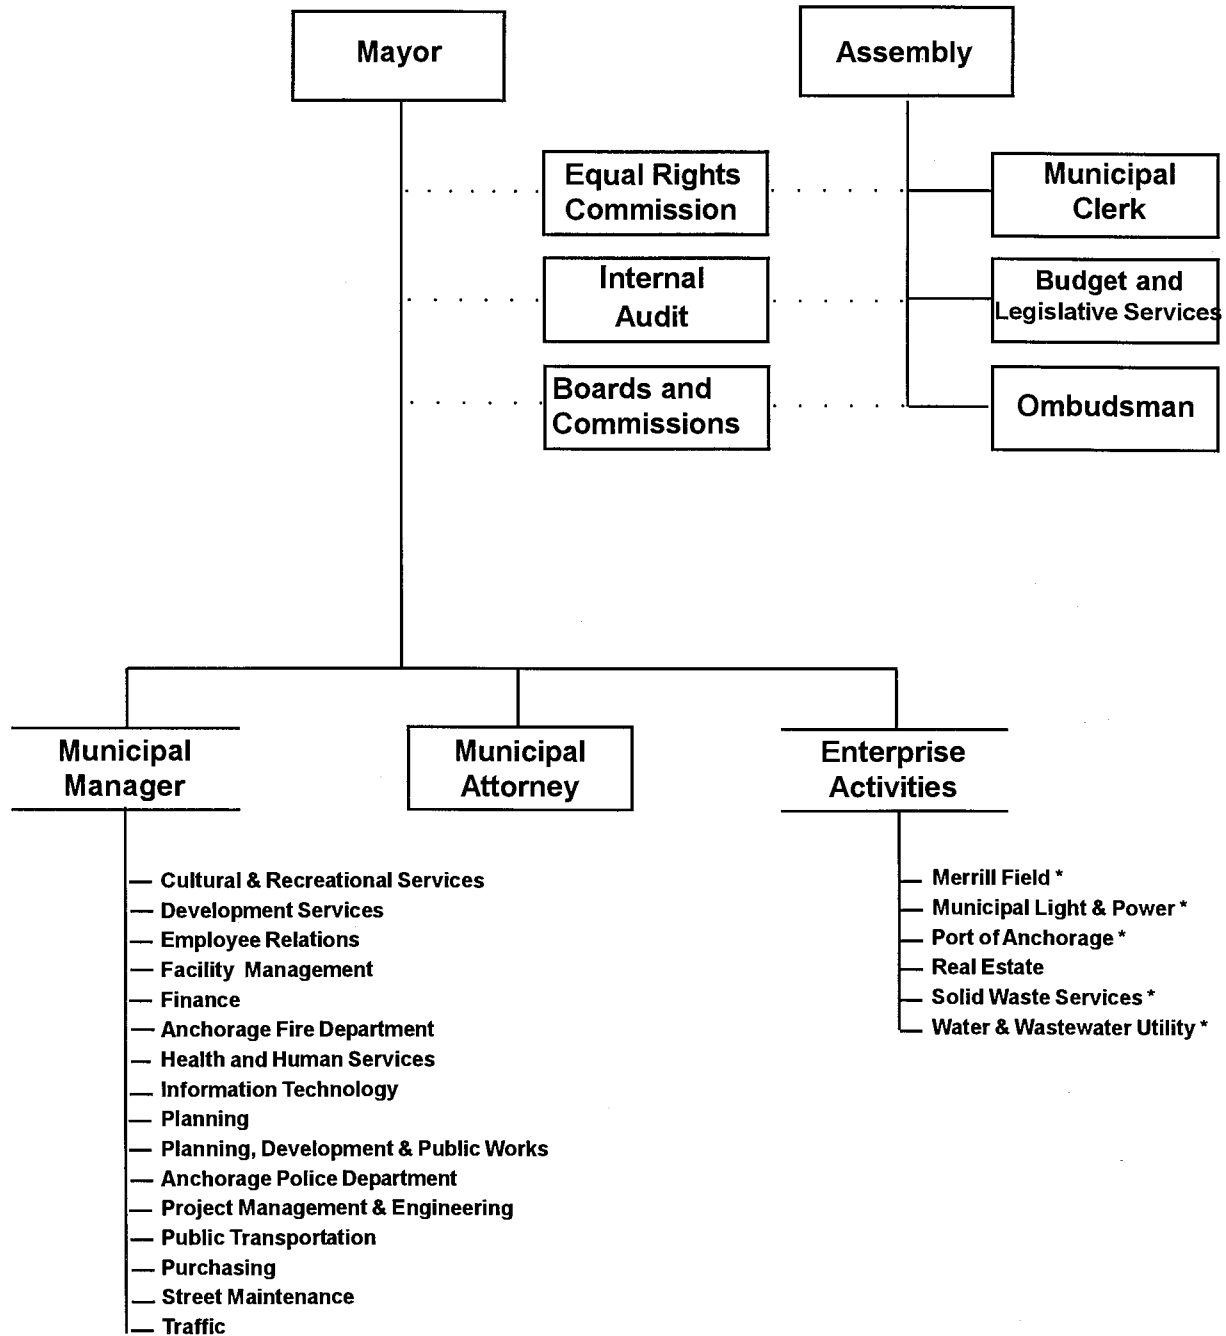 Mayor
Assembly
Equal Rights
Commission
Municipal
Clerk
Internal
Audit
Budget and
Legislative Services
Boards and
Commissions
Ombudsman
Municipal
Manager
Municipal
Attorney
Enterprise
Activities
Cultural & Recreational Services
Development Services
Employee Relations
Facility Management
Finance
Anchorage Fire Department
Health and Human Services
Information Technology
Planning
Planning, Development & Public Works
Anchorage Police Department
Project Management & Engineering
Public Transportation
Purchasing
Street Maintenance
Traffic
Merrill Field *
Municipal Light & Power *
Port of Anchorage *
Real Estate
Solid Waste Services *
Water & Wastewater Utility *